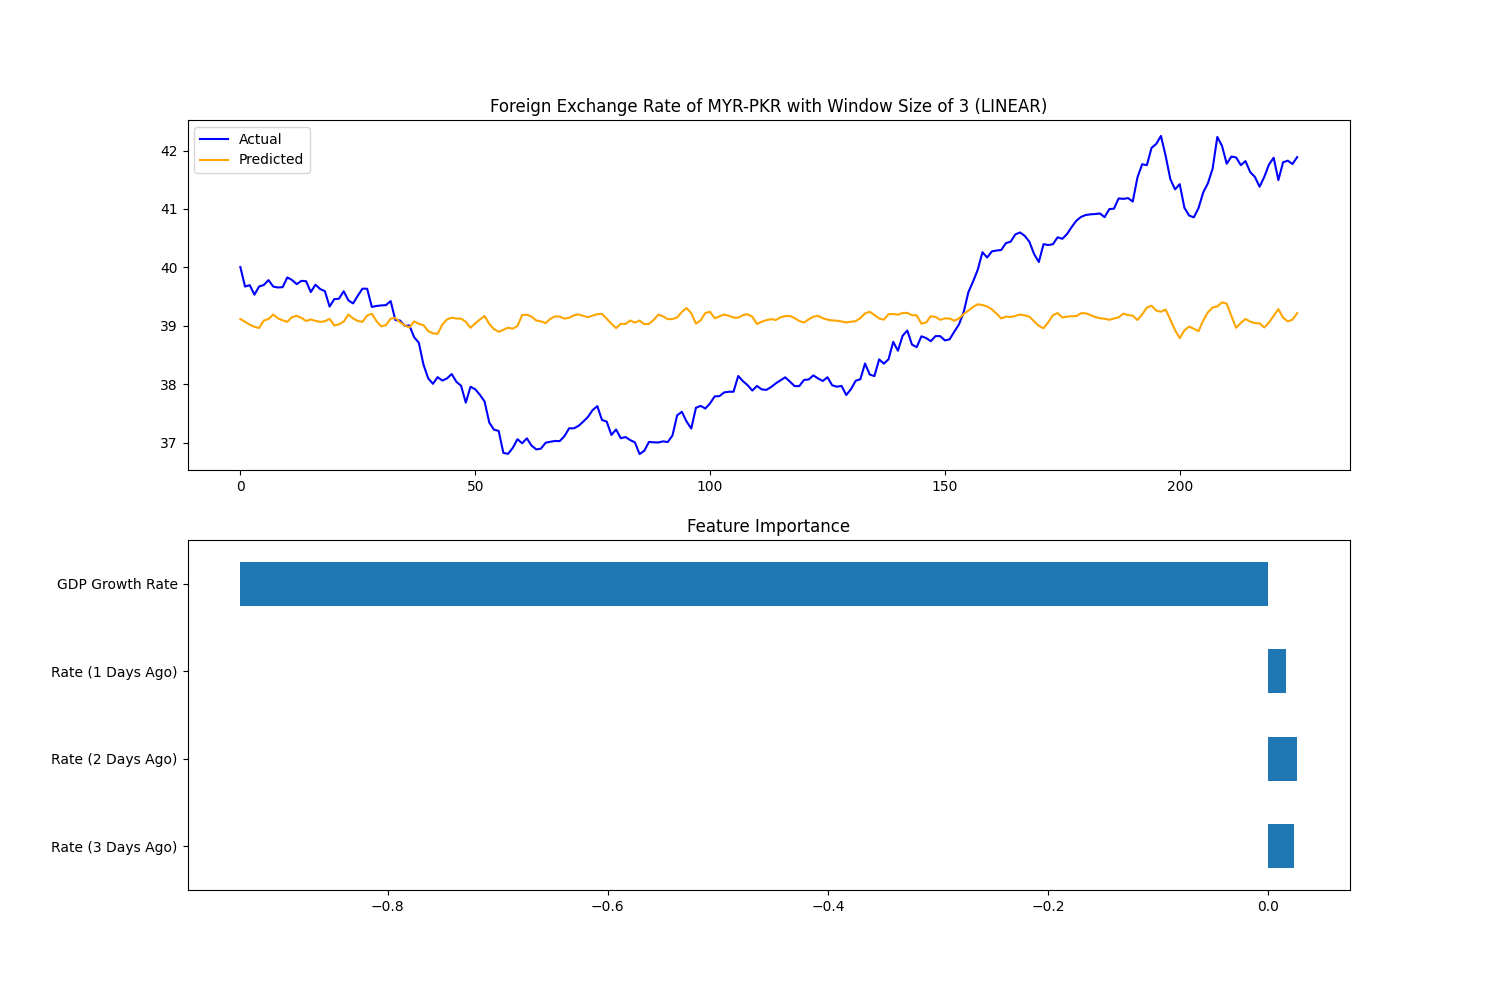 Foreign Exchange Rate of MYR-PKR with Window Size of 3 (LINEAR)
Actual
Predicted
42
41
40
39
38
37
0 50 100 150 200
Feature Importance
GDP Growth Rate
Rate (1 Days Ago)
Rate (2 Days Ago)
Rate (3 Days Ago)
−0.8 −0.6 −0.4 −0.2 0.0